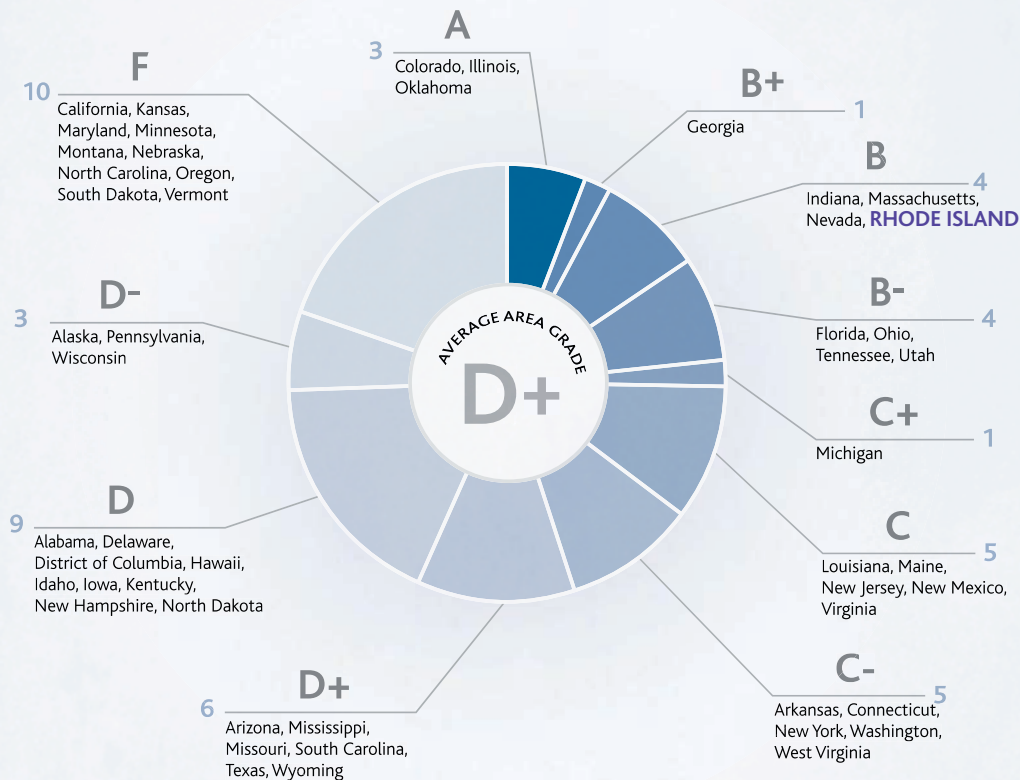 A
3
Colorado, Illinois,
Oklahoma
B+
1
Georgia
B
4
Indiana, Massachusetts,
Nevada, RHODE ISLAND
B-
4
Florida, Ohio,
Tennessee, Utah
C+
1
Michigan
C
5
Louisiana, Maine,
New Jersey, New Mexico,
Virginia
C-
5
Arkansas, Connecticut,
New York, Washington,
West Virginia
D+
6
Arizona, Mississippi,
Missouri, South Carolina,
Texas, Wyoming
D
9
Alabama, Delaware,
District of Columbia, Hawaii,
Idaho, Iowa, Kentucky,
New Hampshire, North Dakota
D-
3
Alaska, Pennsylvania,
Wisconsin
F
10
California, Kansas,
Maryland, Minnesota,
Montana, Nebraska,
North Carolina, Oregon,
South Dakota, Vermont
AVERAGE AREA GRADE
D+